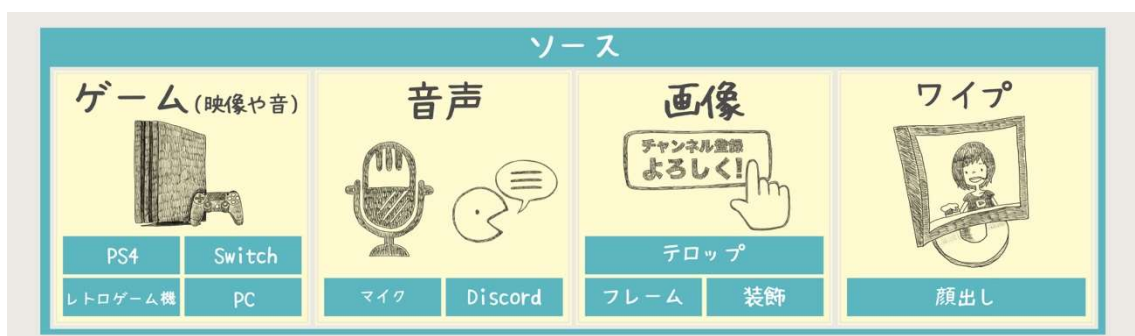 ソース
ゲーム(映像や音)
PS4
Switch
レトロゲーム機
PC
音声
マイク
Discord
画像
チャンネル登録
よろしく!
テロップ
フレーム
装飾
ワイプ
顔出し